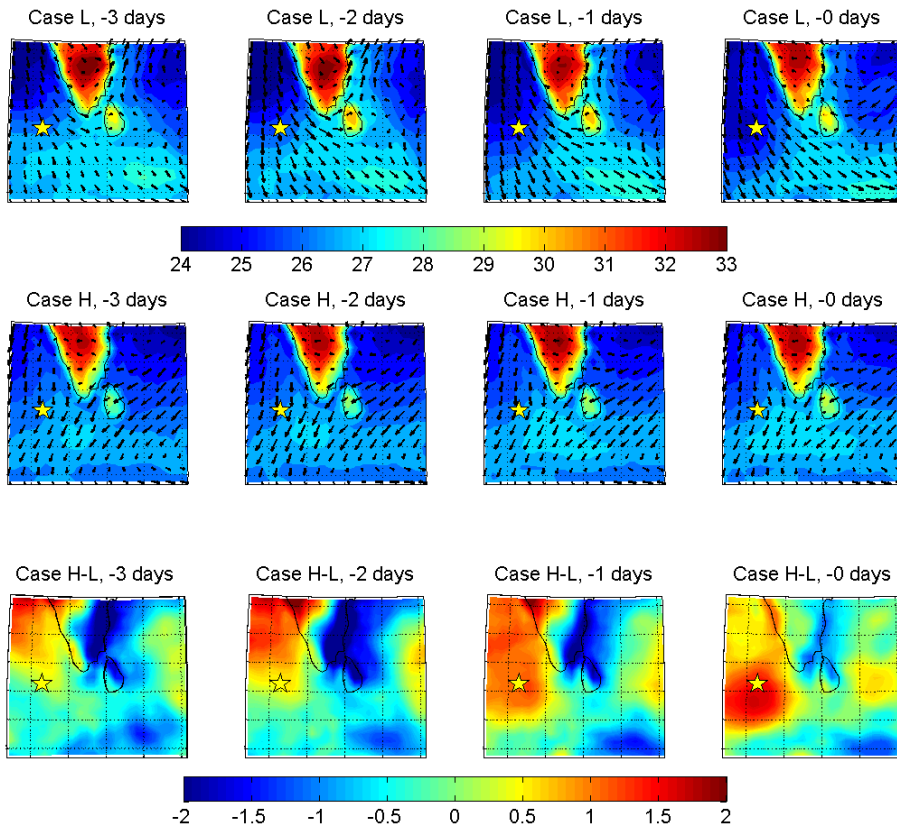 Case L, -3 days Case L, -2 days Case L, -1 days Case L, -0 days
24 25 26 27 28 29 30 31 32 33
Case H, -3 days Case H, -2 days Case H, -1 days Case H, -0 days
Case H-L, -3 days Case H-L, -2 days Case H-L, -1 days Case H-L, -0 days
-2 -1.5 -1 -0.5 0 0.5 1 1.5 2